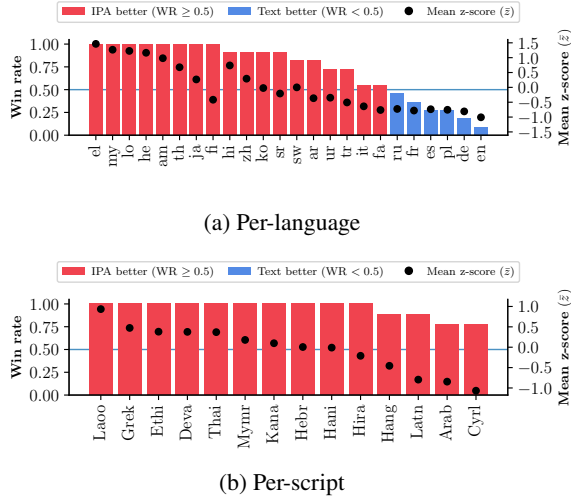 IPA better (WR ≥ 0.5) Text better (WR < 0.5) Mean z-score (z̄)
Win rate
1.00
0.75
0.50
0.25
0.00
1.5
1.0
0.5
0.0
−0.5
−1.0
−1.5
Mean z-score (z̄)
el my lo he am th ja fi hi zh ko sr sw ar ur tr it fa ru fr es pl de en
(a) Per-language
IPA better (WR ≥ 0.5) Text better (WR < 0.5) Mean z-score (z̄)
Win rate
1.00
0.75
0.50
0.25
0.00
1.0
0.5
0.0
−0.5
−1.0
Mean z-score (z̄)
Laoo Grek Ethi Deva Thai Mymr Kana Hebr Hani Hira Hang Latn Arab Cyrl
(b) Per-script